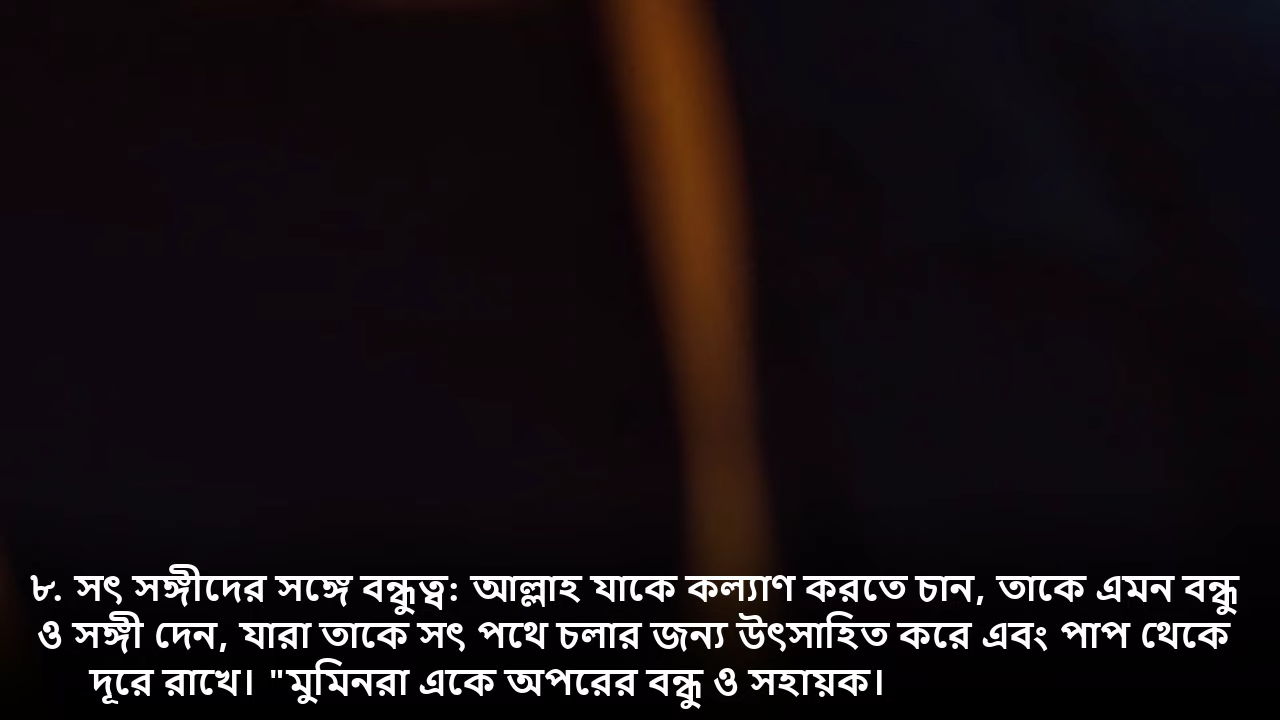 ৮. সৎ সঙ্গীদের সঙ্গে বন্ধুত্ব: আল্লাহ যাকে কল্যাণ করতে চান, তাকে এমন বন্ধু
ও সঙ্গী দেন, যারা তাকে সৎ পথে চলার জন্য উৎসাহিত করে এবং পাপ থেকে
দূরে রাখে। "মুমিনরা একে অপরের বন্ধু ও সহায়ক।